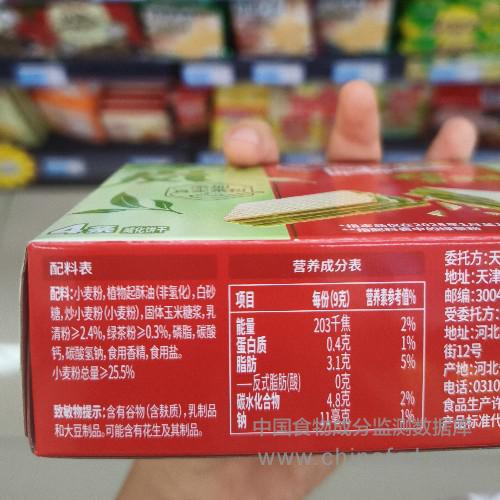 4条 威化饼干
配料表
配料:小麦粉,植物起酥油(非氢化),白砂
糖,炒小麦粉(小麦粉),固体玉米糖浆,乳
清粉≥2.4%,绿茶粉≥0.3%,磷脂,碳酸
钙,碳酸氢钠,食用香精,食用盐。
小麦粉总量≥25.5%
致敏物提示:含有谷物(含麸质),乳制品
和大豆制品。可能含有花生及其制品。
营养成分表
项目 每份(9克) 营养素参考值%
能量 203千焦 2%
蛋白质 0.4克 1%
脂肪 3.1克 5%
—反式脂肪(酸) 0克
碳水化合物 4.8克 2%
钠 11毫克 1%
委托方:天
地址:天津
邮编:3004
受委托方:
地址:河北
街12号
产地:河北
电话:0310
食品生产许
产品标准代
中国食物成分监测数据库